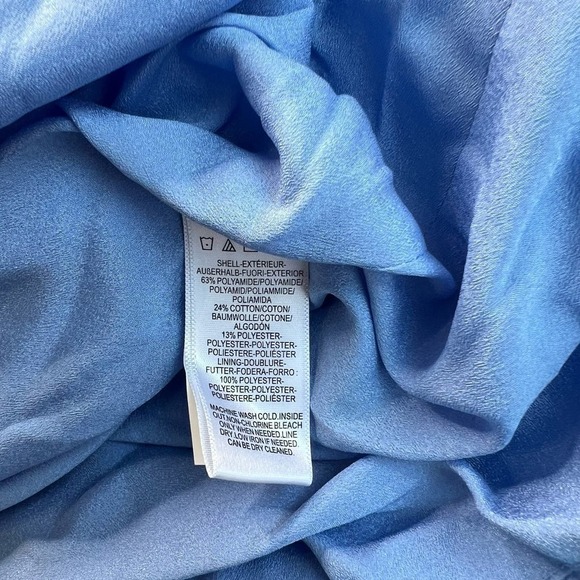 SHELL-EXTÉRIEUR-
AUßERHALB-FUORI-EXTERIOR
63% POLYAMIDE/POLYAMIDE/
POLYAMID/POLIAMMIDE/
POLIAMIDA
24% COTTON/COTON/
BAUMWOLLE/COTONE/
ALGODÓN
13% POLYESTER-
POLYESTER-POLYESTER-
POLIESTERE-POLIÉSTER
LINING-DOUBLURE-
FUTTER-FODERA-FORRO :
100% POLYESTER-
POLYESTER-POLYESTER-
POLIESTERE-POLIÉSTER
MACHINE WASH COLD.INSIDE
OUT.NON-CHLORINE BLEACH
ONLY WHEN NEEDED.LINE
DRY.LOW IRON IF NEEDED.
CAN BE DRY CLEANED.